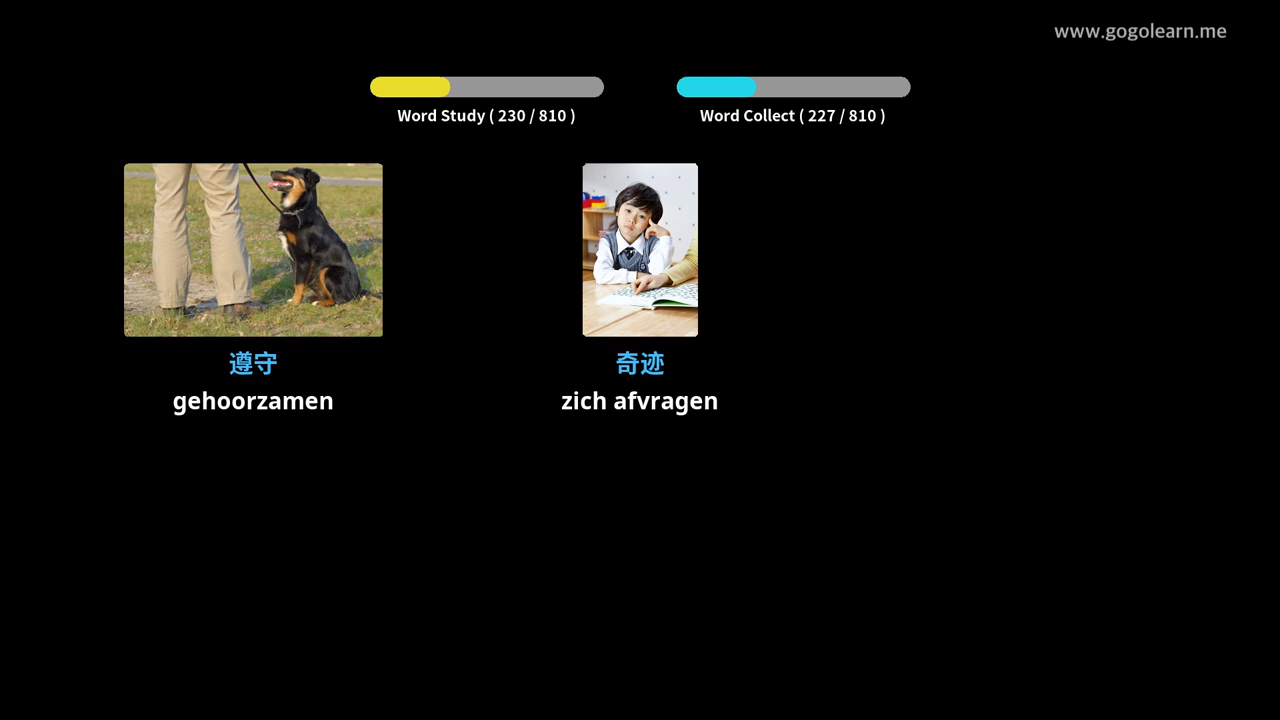 www.gogolearn.me
Word Study ( 230 / 810 )
Word Collect ( 227 / 810 )
遵守
gehoorzamen
奇迹
zich afvragen